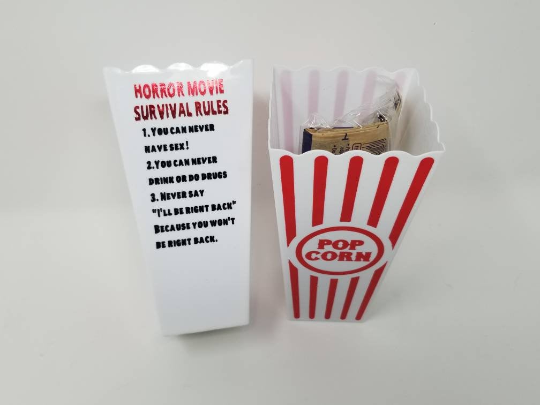 HORROR MOVIE
SURVIVAL RULES
1. YOU CAN NEVER
HAVE SEX!
2. YOU CAN NEVER
DRINK OR DO DRUGS
3. NEVER SAY
"I'LL BE RIGHT BACK"
BECAUSE YOU WON'T
BE RIGHT BACK.
POP
CORN